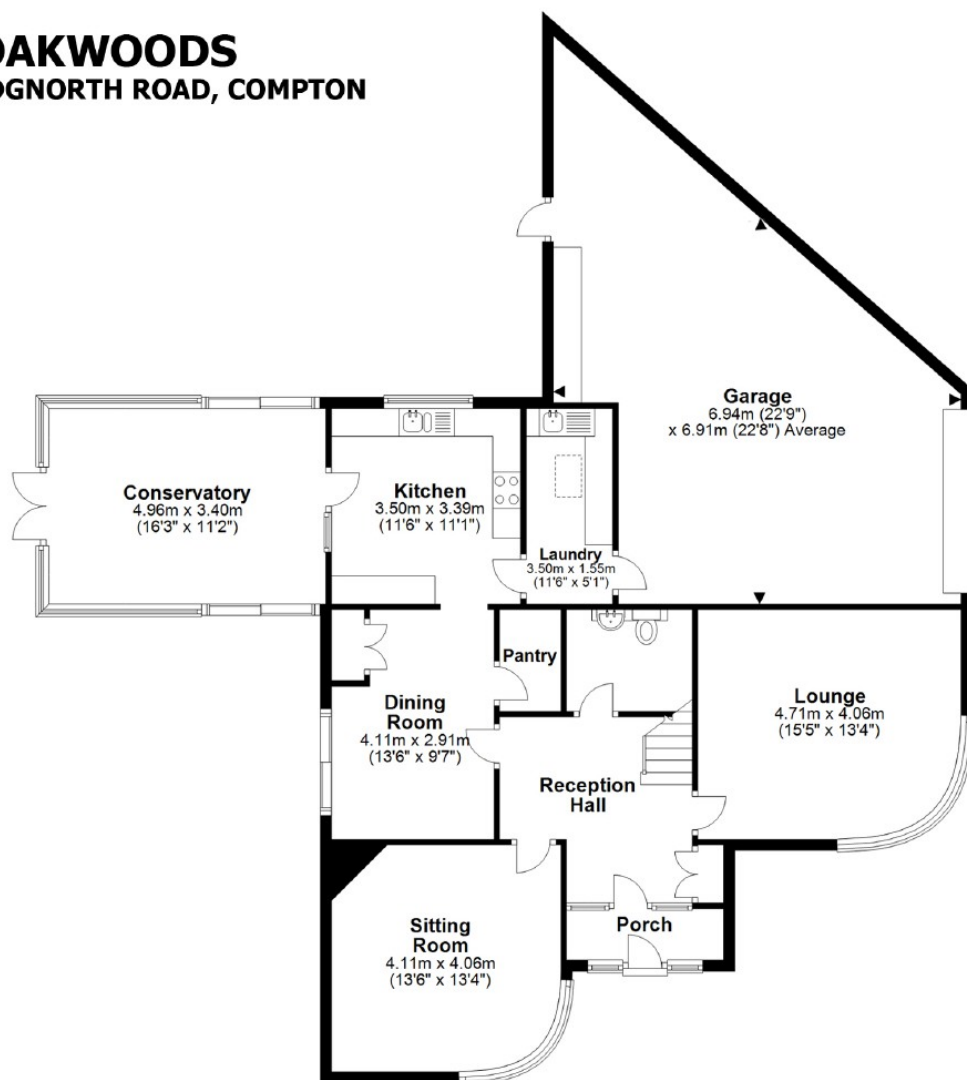 OAKWOODS
DGNORTH ROAD, COMPTON
Garage
6.94m (22'9")
x 6.91m (22'8") Average
Conservatory
4.96m x 3.40m
(16'3" x 11'2")
Kitchen
3.50m x 3.39m
(11'6" x 11'1")
Laundry
3.50m x 1.55m
(11'6" x 5'1")
Pantry
Dining
Room
4.11m x 2.91m
(13'6" x 9'7")
Lounge
4.71m x 4.06m
(15'5" x 13'4")
Reception
Hall
Sitting
Room
4.11m x 4.06m
(13'6" x 13'4")
Porch